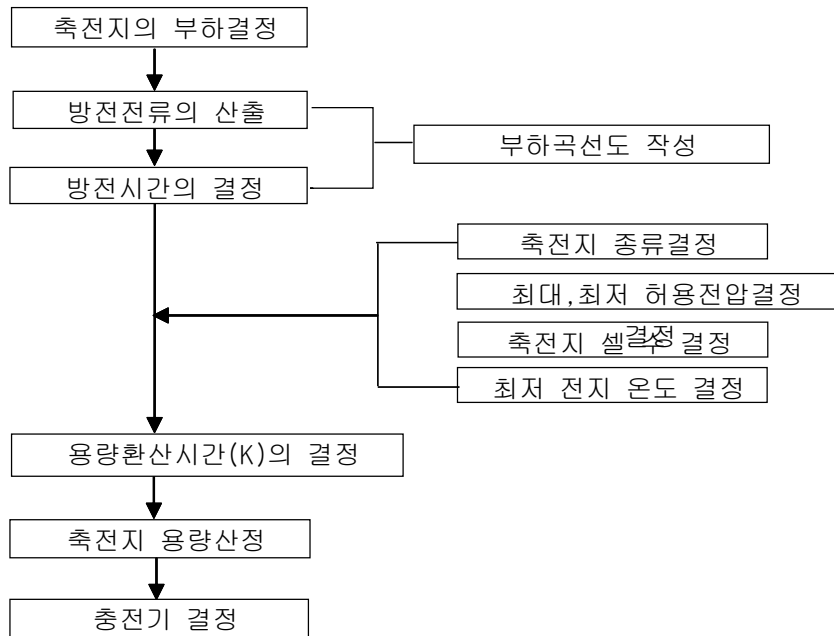 축전지의 부하결정
방전전류의 산출
부하곡선도 작성
방전시간의 결정
축전지 종류결정
최대,최저 허용전압결정
결정
축전지 셀 수 결정
최저 전지 온도 결정
용량환산시간(K)의 결정
축전지 용량산정
충전기 결정